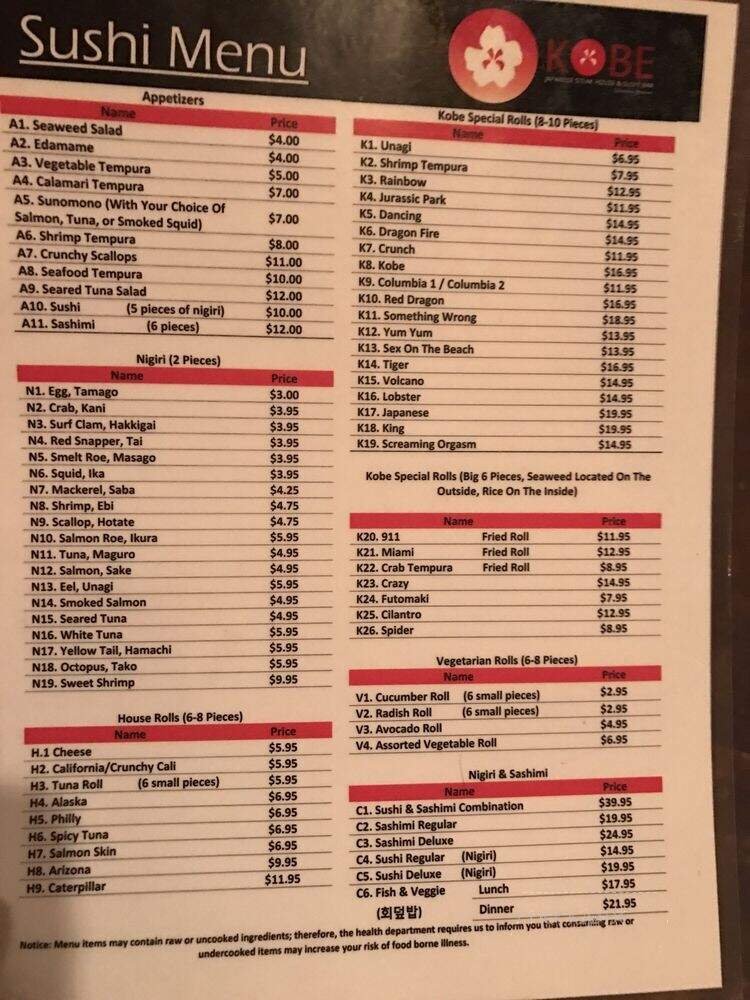 Sushi Menu
KOBE
JAPANESE STEAK HOUSE & SUSHI BAR
Appetizers
Name Price
A1. Seaweed Salad $4.00
A2. Edamame $4.00
A3. Vegetable Tempura $5.00
A4. Calamari Tempura $7.00
A5. Sunomono (With Your Choice Of
Salmon, Tuna, or Smoked Squid) $7.00
A6. Shrimp Tempura $8.00
A7. Crunchy Scallops $11.00
A8. Seafood Tempura $10.00
A9. Seared Tuna Salad $12.00
A10. Sushi (5 pieces of nigiri) $10.00
A11. Sashimi (6 pieces) $12.00
Nigiri (2 Pieces)
Name Price
N1. Egg, Tamago $3.00
N2. Crab, Kani $3.95
N3. Surf Clam, Hakkigai $3.95
N4. Red Snapper, Tai $3.95
N5. Smelt Roe, Masago $3.95
N6. Squid, Ika $3.95
N7. Mackerel, Saba $4.25
N8. Shrimp, Ebi $4.75
N9. Scallop, Hotate $4.75
N10. Salmon Roe, Ikura $5.95
N11. Tuna, Maguro $4.95
N12. Salmon, Sake $4.95
N13. Eel, Unagi $5.95
N14. Smoked Salmon $4.95
N15. Seared Tuna $4.95
N16. White Tuna $5.95
N17. Yellow Tail, Hamachi $5.95
N18. Octopus, Tako $5.95
N19. Sweet Shrimp $9.95
House Rolls (6-8 Pieces)
Name Price
H.1 Cheese $5.95
H2. California/Crunchy Cali $5.95
H3. Tuna Roll (6 small pieces) $5.95
H4. Alaska $6.95
H5. Philly $6.95
H6. Spicy Tuna $6.95
H7. Salmon Skin $6.95
H8. Arizona $9.95
H9. Caterpillar $11.95
Kobe Special Rolls (8-10 Pieces)
Name Price
K1. Unagi $6.95
K2. Shrimp Tempura $7.95
K3. Rainbow $12.95
K4. Jurassic Park $11.95
K5. Dancing $14.95
K6. Dragon Fire $14.95
K7. Crunch $11.95
K8. Kobe $16.95
K9. Columbia 1 / Columbia 2 $11.95
K10. Red Dragon $16.95
K11. Something Wrong $18.95
K12. Yum Yum $13.95
K13. Sex On The Beach $13.95
K14. Tiger $16.95
K15. Volcano $14.95
K16. Lobster $14.95
K17. Japanese $19.95
K18. King $19.95
K19. Screaming Orgasm $14.95
Kobe Special Rolls (Big 6 Pieces, Seaweed Located On The
Outside, Rice On The Inside)
Name Price
K20. 911 Fried Roll $11.95
K21. Miami Fried Roll $12.95
K22. Crab Tempura Fried Roll $8.95
K23. Crazy $14.95
K24. Futomaki $7.95
K25. Cilantro $12.95
K26. Spider $8.95
Vegetarian Rolls (6-8 Pieces)
Name Price
V1. Cucumber Roll (6 small pieces) $2.95
V2. Radish Roll (6 small pieces) $2.95
V3. Avocado Roll $4.95
V4. Assorted Vegetable Roll $6.95
Nigiri & Sashimi
Name Price
C1. Sushi & Sashimi Combination $39.95
C2. Sashimi Regular $19.95
C3. Sashimi Deluxe $24.95
C4. Sushi Regular (Nigiri) $14.95
C5. Sushi Deluxe (Nigiri) $19.95
C6. Fish & Veggie Lunch $17.95
(회덮밥) Dinner $21.95
Notice: Menu items may contain raw or uncooked ingredients; therefore, the health department requires us to inform you that consuming raw or
undercooked items may increase your risk of food borne illness.